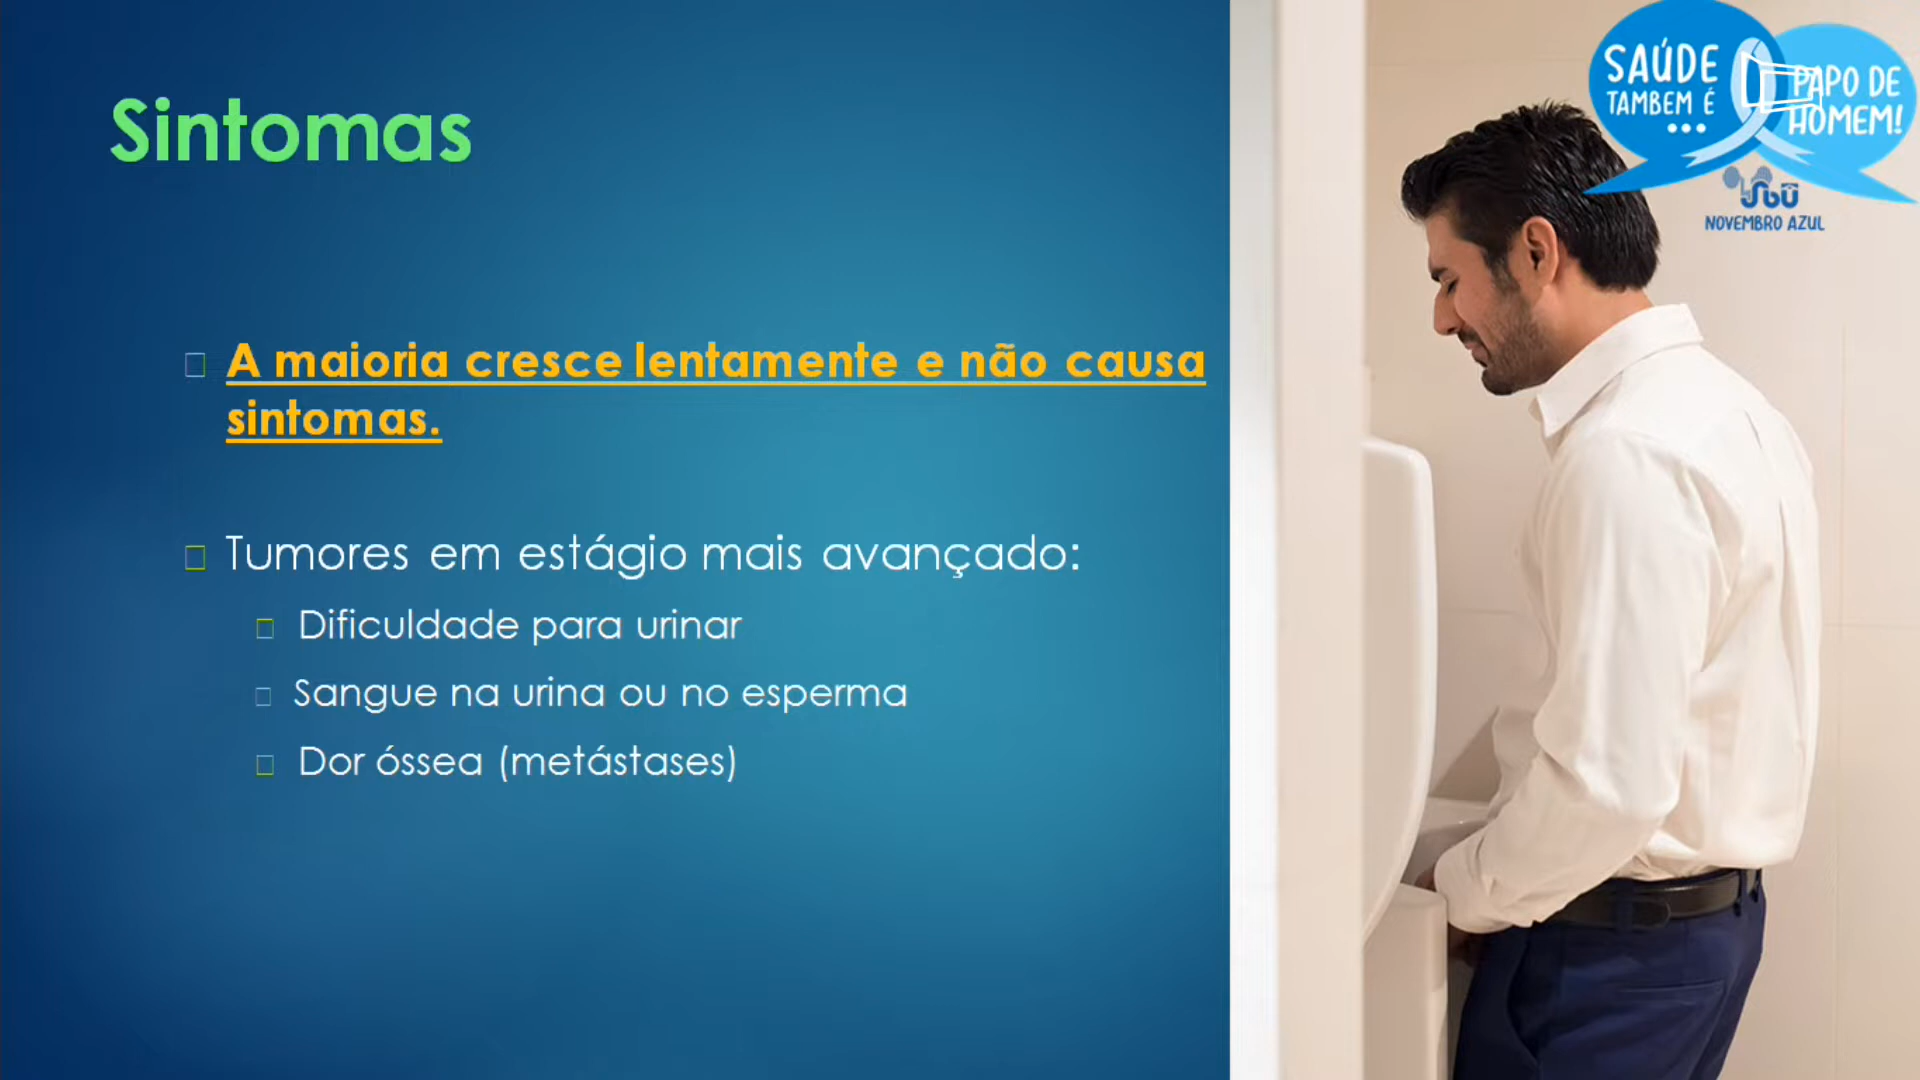 Sintomas
A maioria cresce lentamente e não causa
sintomas.
Tumores em estágio mais avançado:
Dificuldade para urinar
Sangue na urina ou no esperma
Dor óssea (metástases)
SAÚDE
TAMBEM É
...
PAPO DE
HOMEM!
NOVEMBRO AZUL